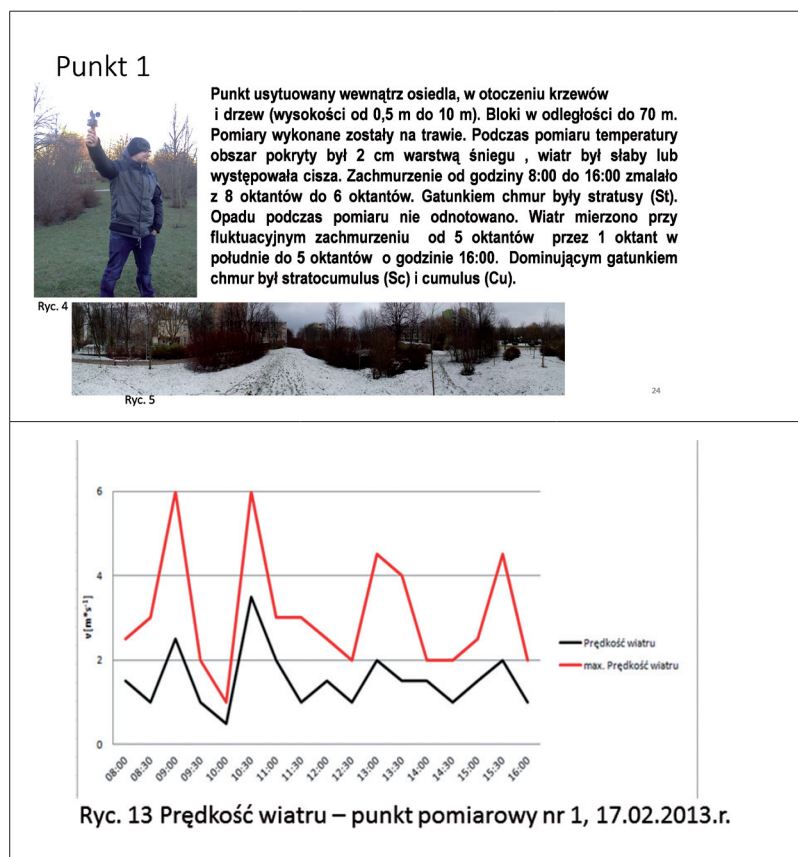 Punkt 1
Punkt usytuowany wewnątrz osiedla, w otoczeniu krzewów
i drzew (wysokości od 0,5 m do 10 m). Bloki w odległości do 70 m.
Pomiary wykonane zostały na trawie. Podczas pomiaru temperatury
obszar pokryty był 2 cm warstwą śniegu , wiatr był słaby lub
występowała cisza. Zachmurzenie od godziny 8:00 do 16:00 zmalało
z 8 oktantów do 6 oktantów. Gatunkiem chmur były stratusy (St).
Opadu podczas pomiaru nie odnotowano. Wiatr mierzono przy
fluktuacyjnym zachmurzeniu od 5 oktantów przez 1 oktant w
południe do 5 oktantów o godzinie 16:00. Dominującym gatunkiem
chmur był stratocumulus (Sc) i cumulus (Cu).
Ryc. 4
Ryc. 5
24
6
4
2
0
v [m*s⁻¹]
08:00 08:30 09:00 09:30 10:00 10:30 11:00 11:30 12:00 12:30 13:00 13:30 14:00 14:30 15:00 15:30 16:00
Prędkość wiatru
max. Prędkość wiatru
Ryc. 13 Prędkość wiatru – punkt pomiarowy nr 1, 17.02.2013.r.